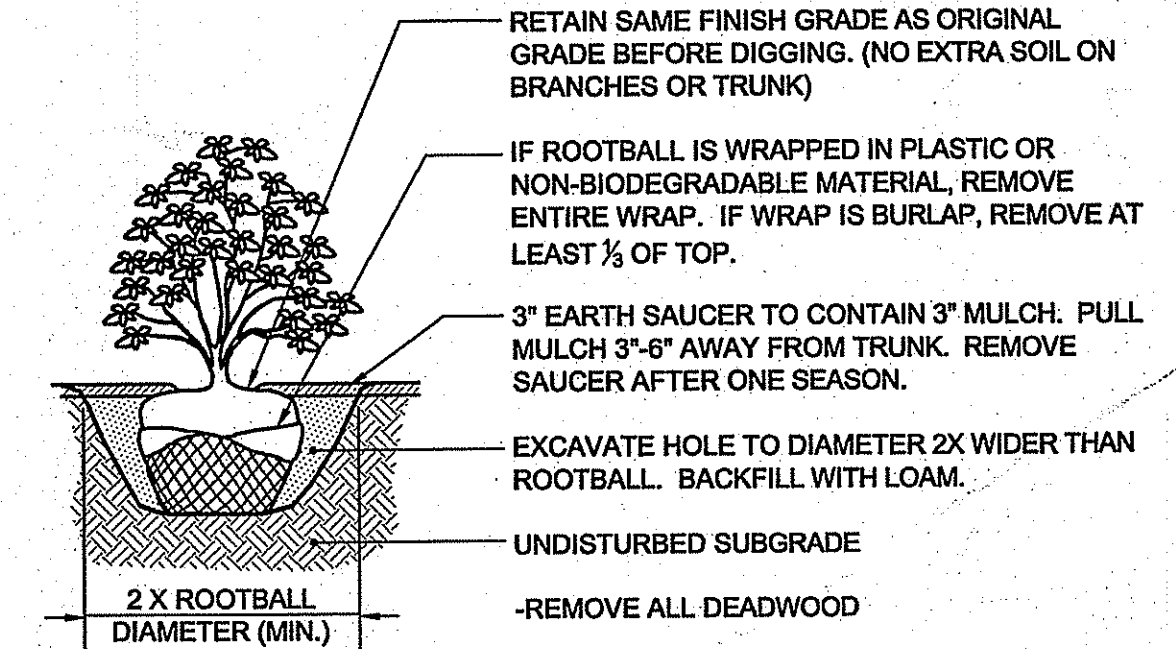 RETAIN SAME FINISH GRADE AS ORIGINAL
GRADE BEFORE DIGGING. (NO EXTRA SOIL ON
BRANCHES OR TRUNK)
IF ROOTBALL IS WRAPPED IN PLASTIC OR
NON-BIODEGRADABLE MATERIAL, REMOVE
ENTIRE WRAP. IF WRAP IS BURLAP, REMOVE AT
LEAST ⅓ OF TOP.
3" EARTH SAUCER TO CONTAIN 3" MULCH. PULL
MULCH 3"-6" AWAY FROM TRUNK. REMOVE
SAUCER AFTER ONE SEASON.
EXCAVATE HOLE TO DIAMETER 2X WIDER THAN
ROOTBALL. BACKFILL WITH LOAM.
UNDISTURBED SUBGRADE
-REMOVE ALL DEADWOOD
2 X ROOTBALL
DIAMETER (MIN.)